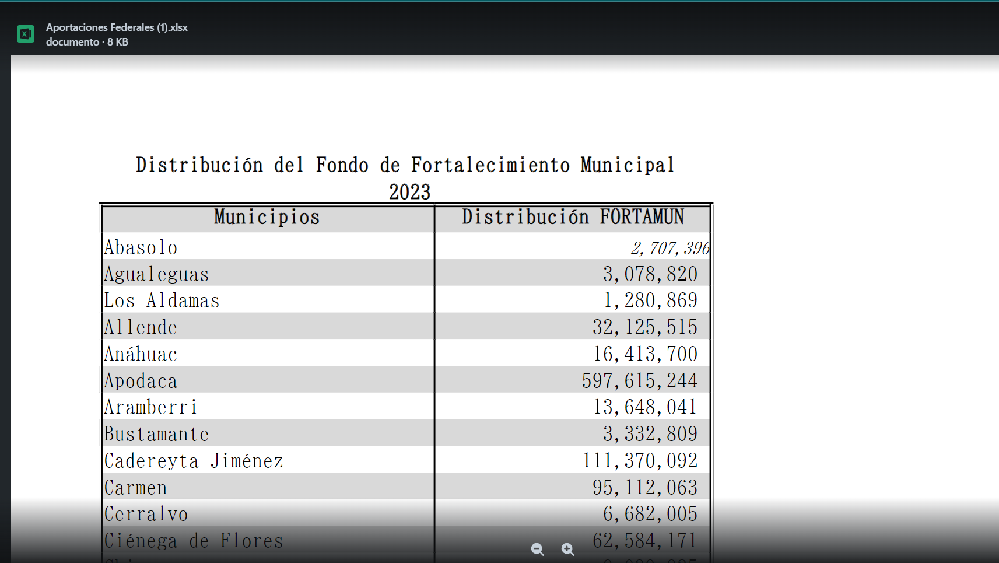 Aportaciones Federales (1).xlsx
documento · 8 KB
Distribución del Fondo de Fortalecimiento Municipal
2023
Municipios Distribución FORTAMUN
Abasolo 2,707,396
Agualeguas 3,078,820
Los Aldamas 1,280,869
Allende 32,125,515
Anáhuac 16,413,700
Apodaca 597,615,244
Aramberri 13,648,041
Bustamante 3,332,809
Cadereyta Jiménez 111,370,092
Carmen 95,112,063
Cerralvo 6,682,005
Ciénega de Flores 62,584,171